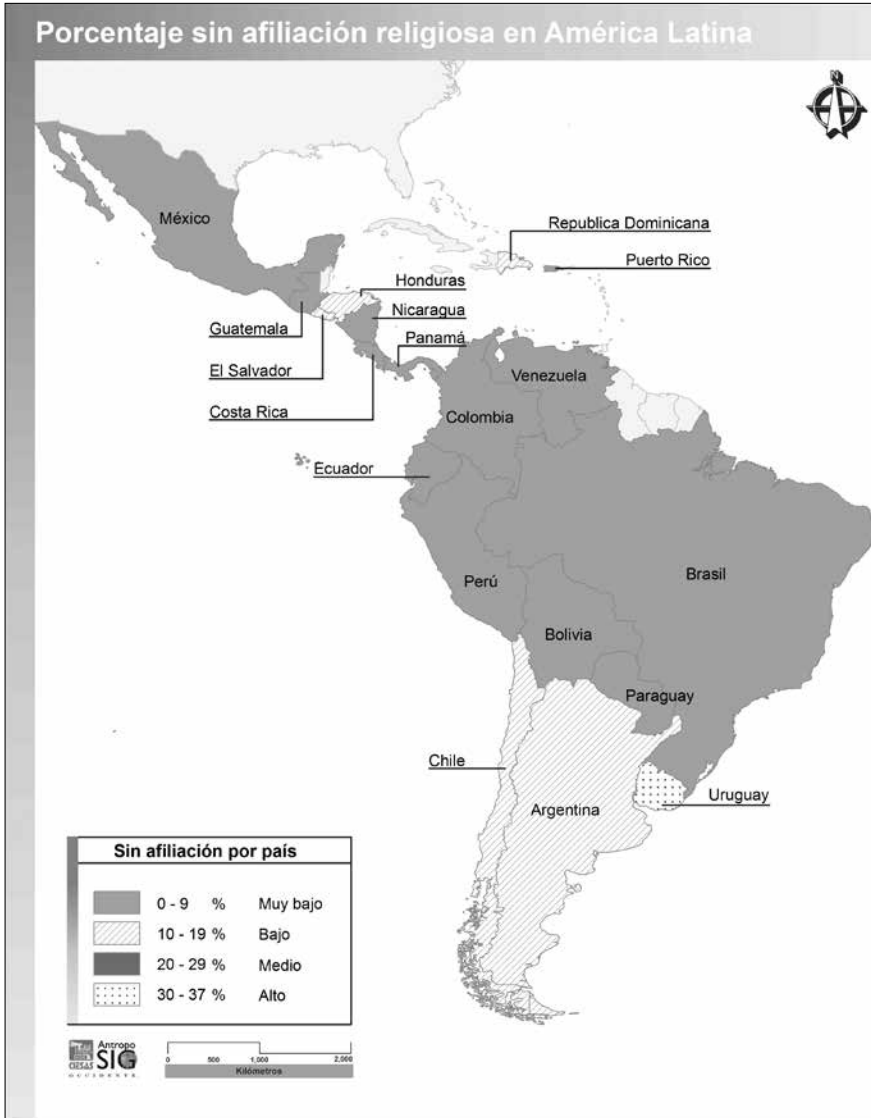 Porcentaje sin afiliación religiosa en América Latina
N
México
Republica Dominicana
Puerto Rico
Honduras
Nicaragua
Guatemala
Panamá
El Salvador
Venezuela
Costa Rica
Colombia
Ecuador
Perú
Brasil
Bolivia
Paraguay
Chile
Uruguay
Argentina
Sin afiliación por país
0 - 9 % Muy bajo
10 - 19 % Bajo
20 - 29 % Medio
30 - 37 % Alto
Antropo
SIG
CIESAS
OCCIDENTE
0 500 1,000 2,000
Kilómetros